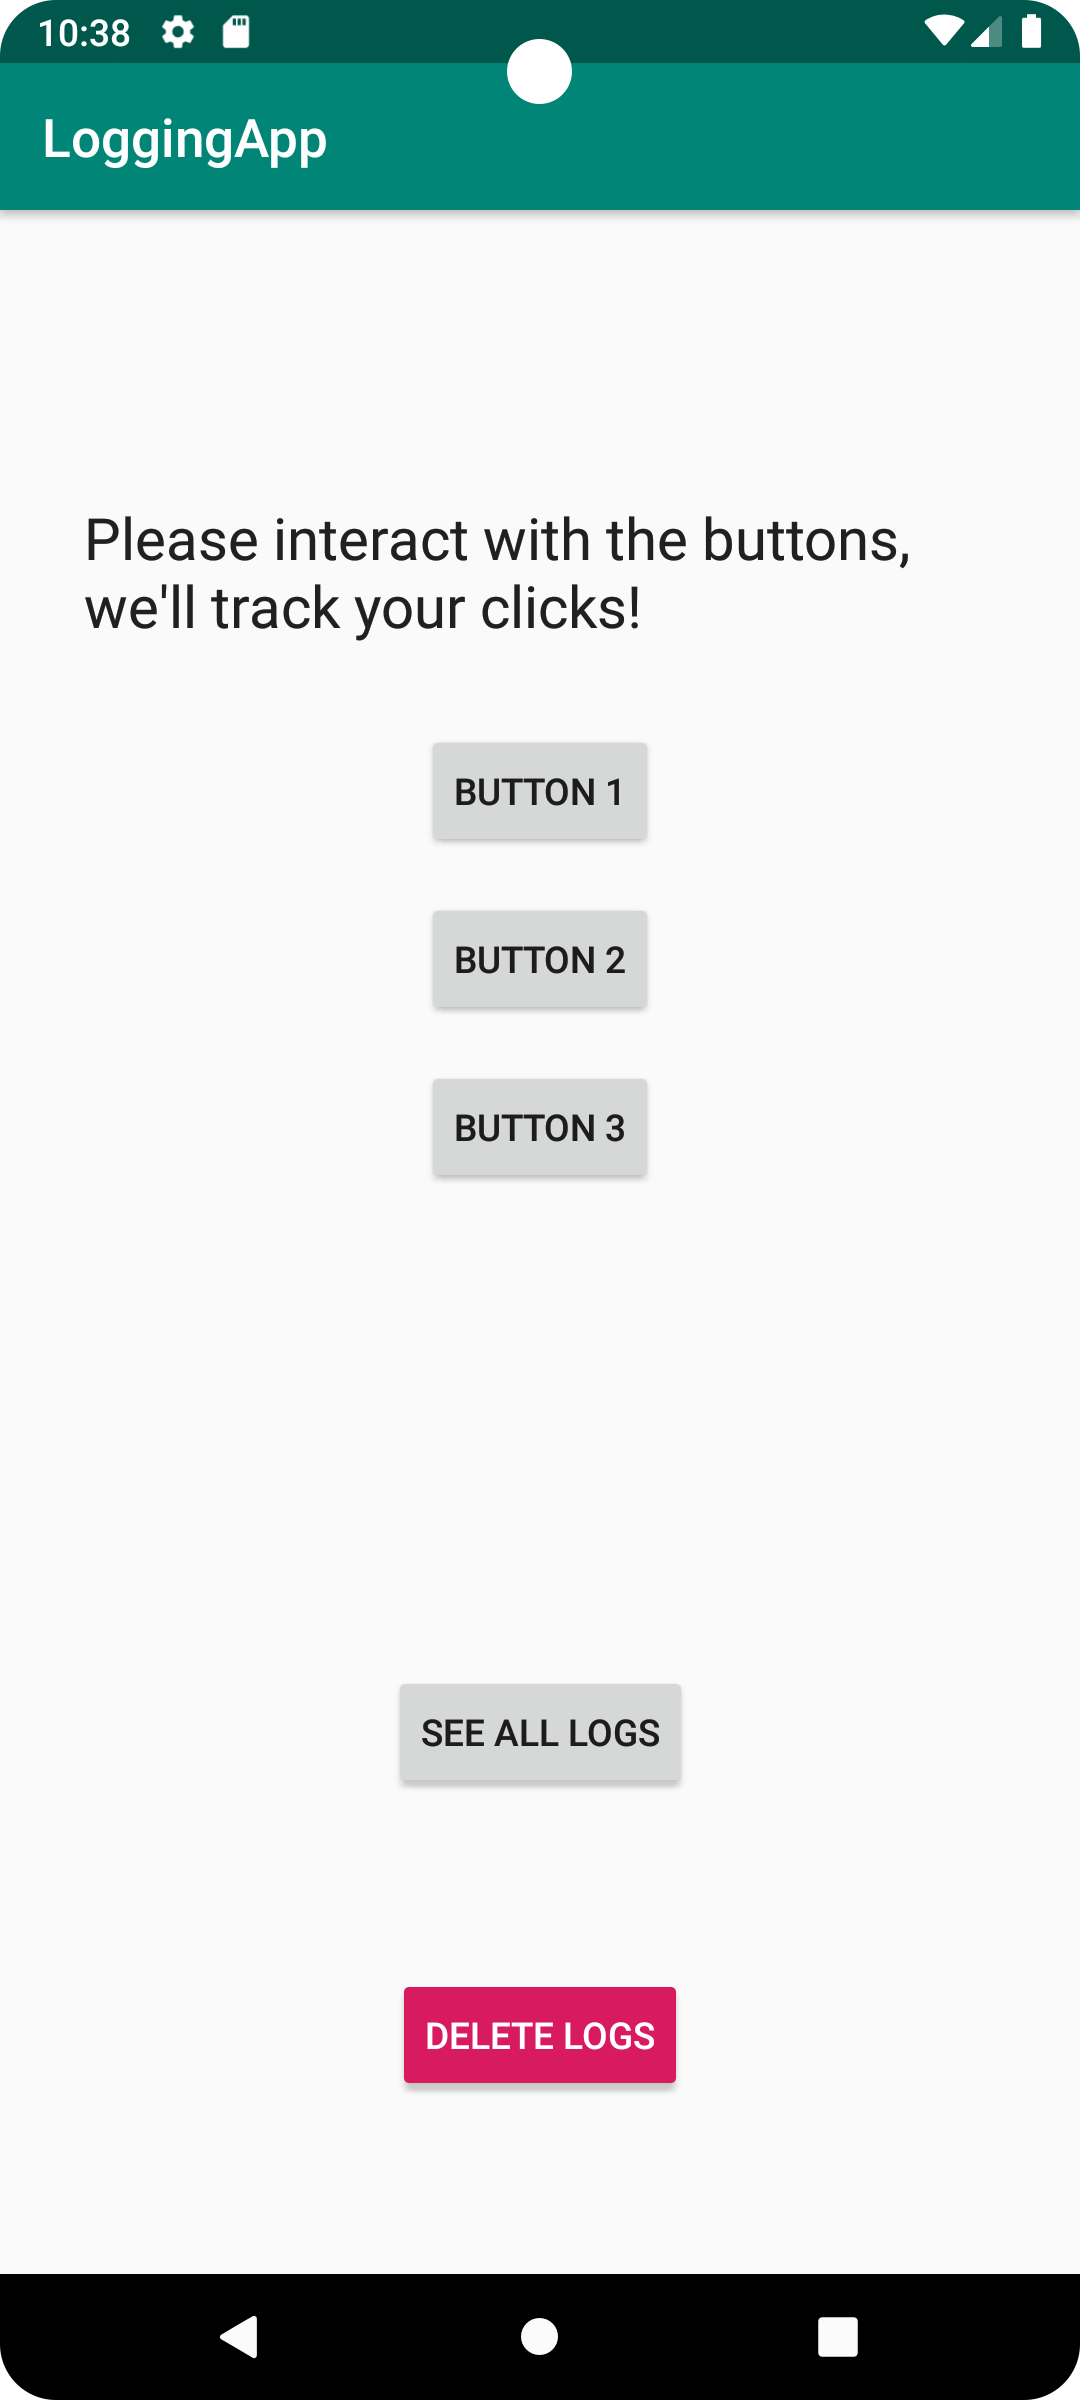 10:38
LoggingApp
Please interact with the buttons,
we'll track your clicks!
BUTTON 1
BUTTON 2
BUTTON 3
SEE ALL LOGS
DELETE LOGS